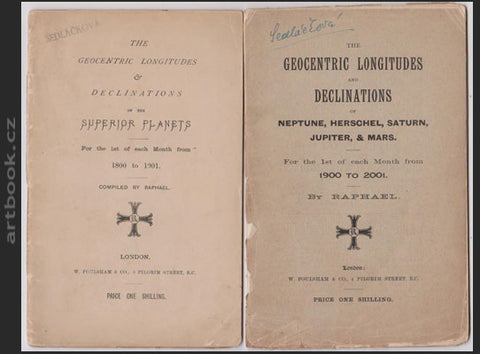 SEDLÁČKOVÁ
THE
GEOCENTRIC LONGITUDES
&
DECLINATIONS
OF THE
SUPERIOR PLANETS
For the 1st of each Month from
1800 to 1901.
COMPILED BY RAPHAEL.
R
LONDON.
W. FOULSHAM & CO., 4 PILGRIM STREET, E.C.
PRICE ONE SHILLING.
Sedláčková
THE
GEOCENTRIC LONGITUDES
AND
DECLINATIONS
OF
NEPTUNE, HERSCHEL, SATURN,
JUPITER, & MARS.
For the 1st of each Month from
1900 TO 2001.
BY RAPHAEL.
R
London:
W. FOULSHAM & CO., 4 PILGRIM STREET, E.C.
PRICE ONE SHILLING.
artbook.cz